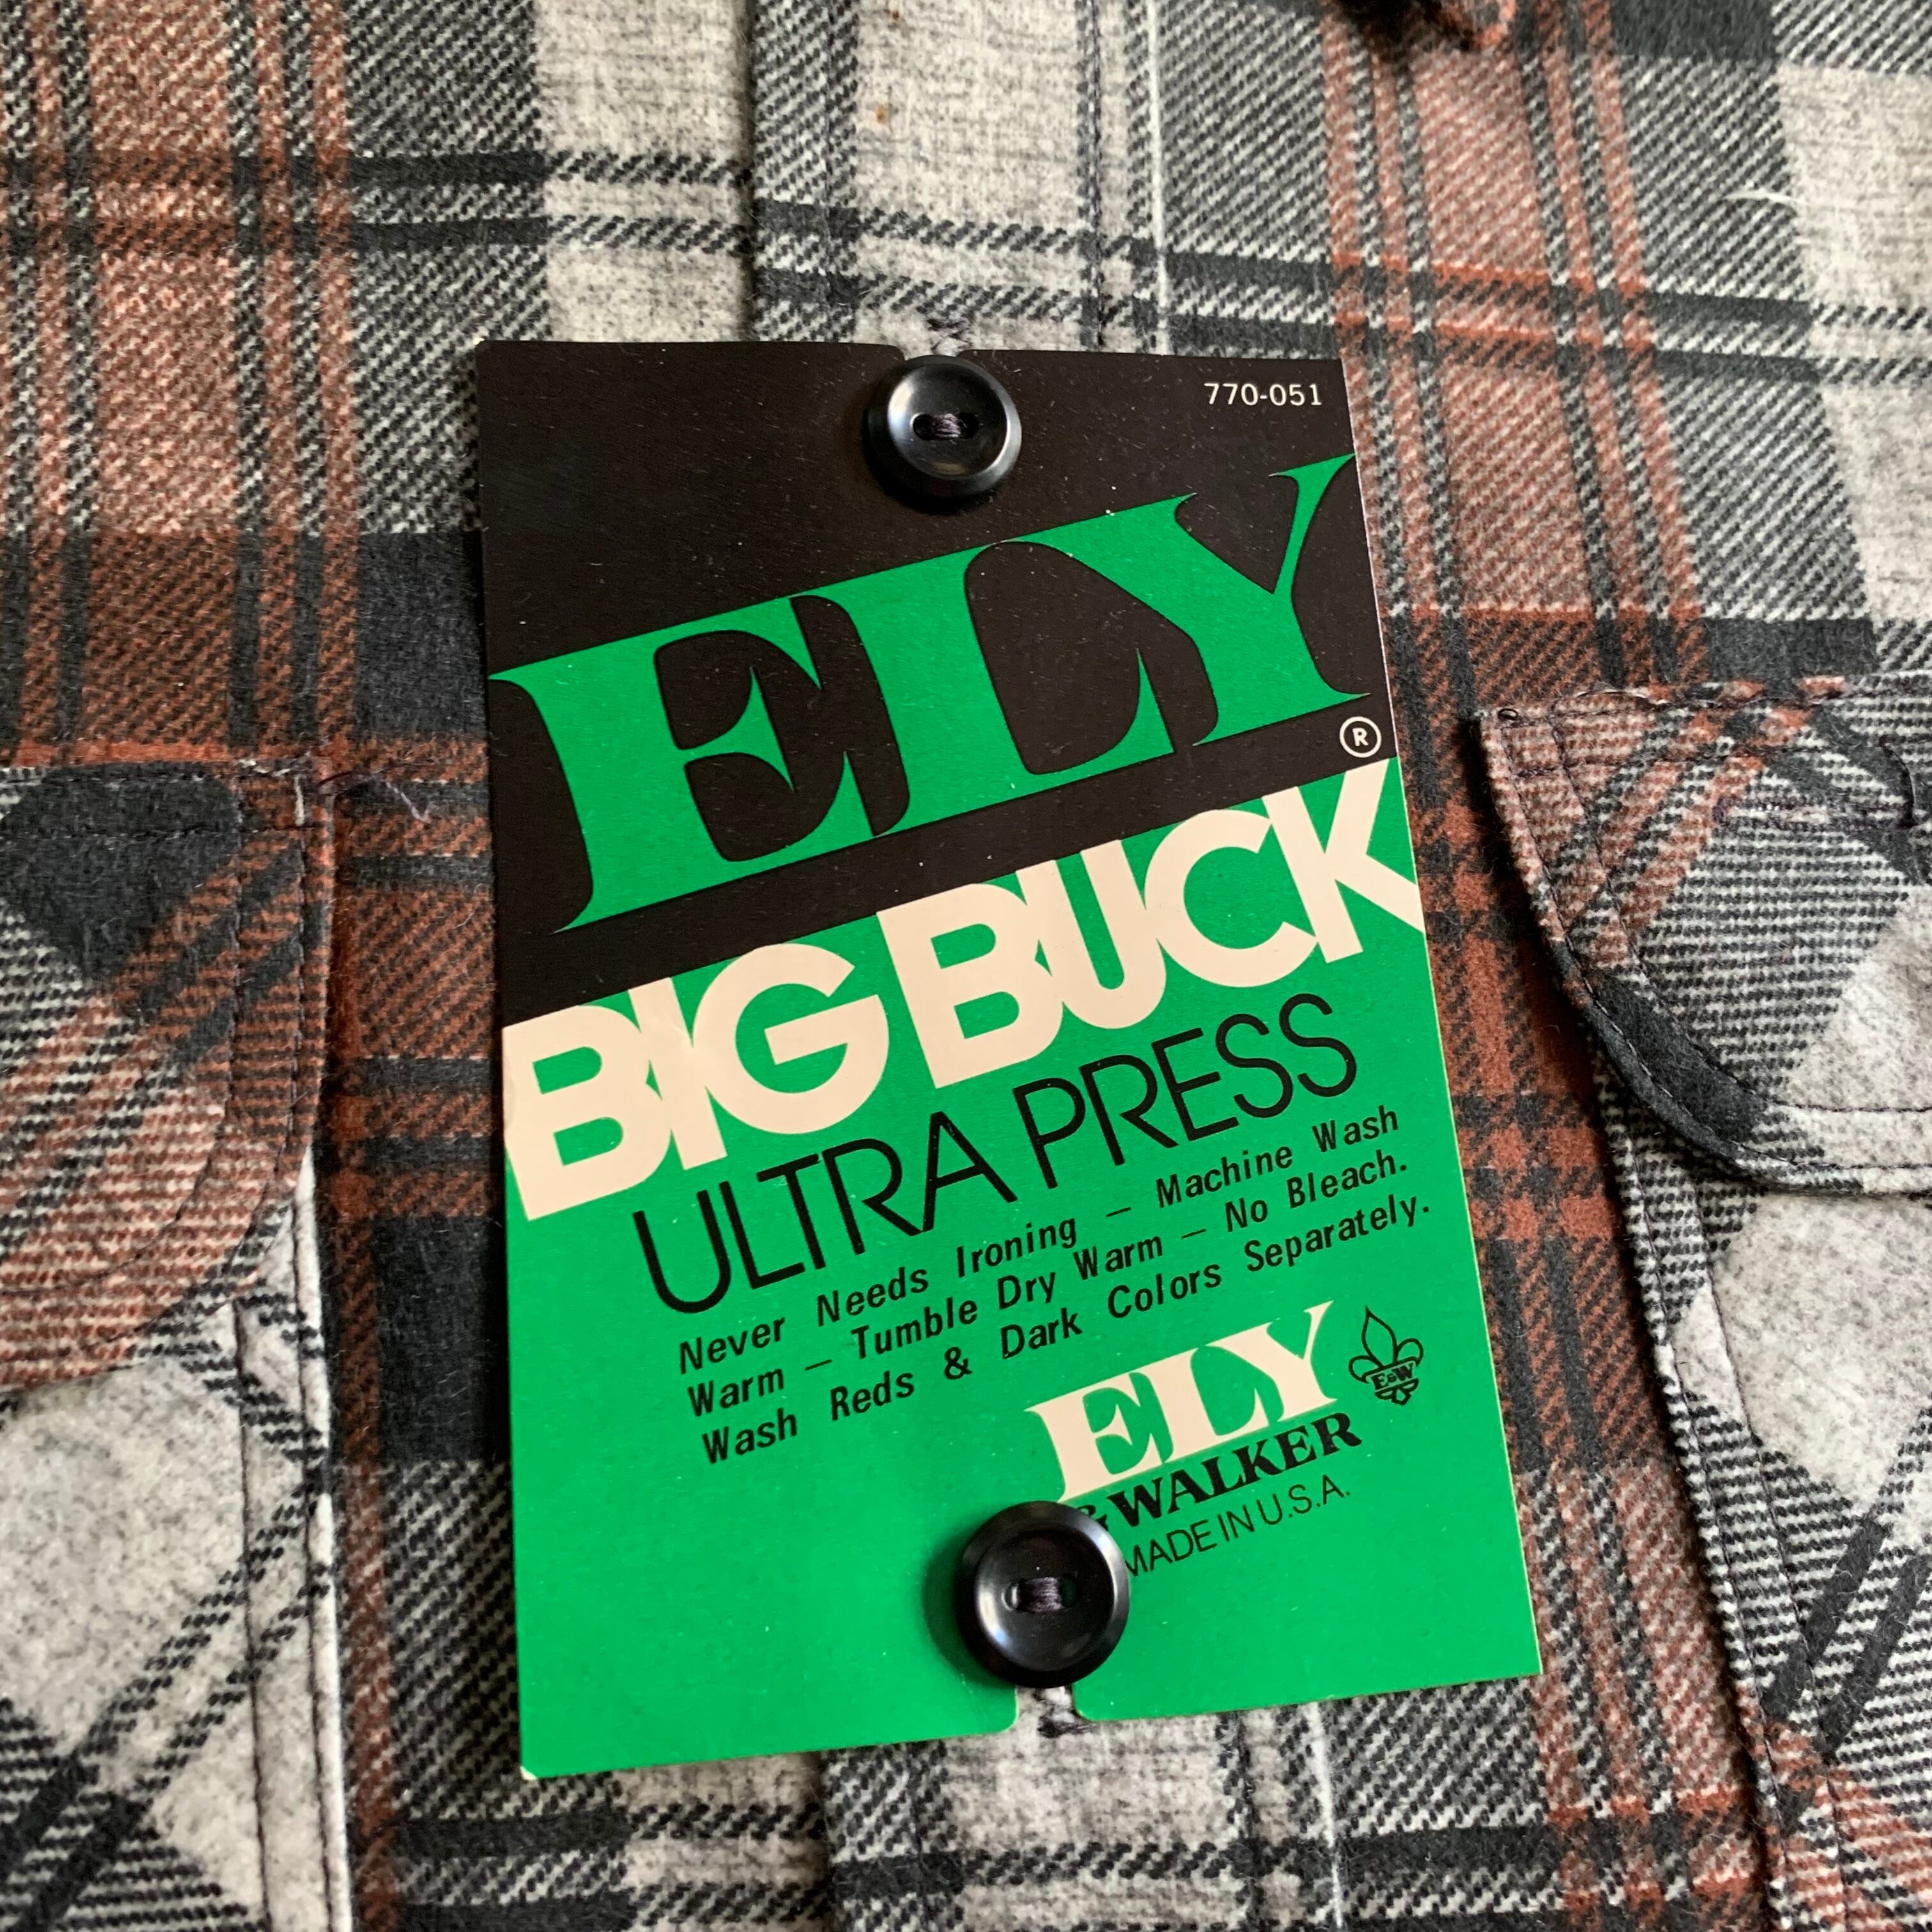 770-051
ELY
®
BIG BUCK
ULTRA PRESS
Never Needs Ironing – Machine Wash
Warm – Tumble Dry Warm – No Bleach.
Wash Reds & Dark Colors Separately.
ELY
E&W
& WALKER
MADE IN U.S.A.